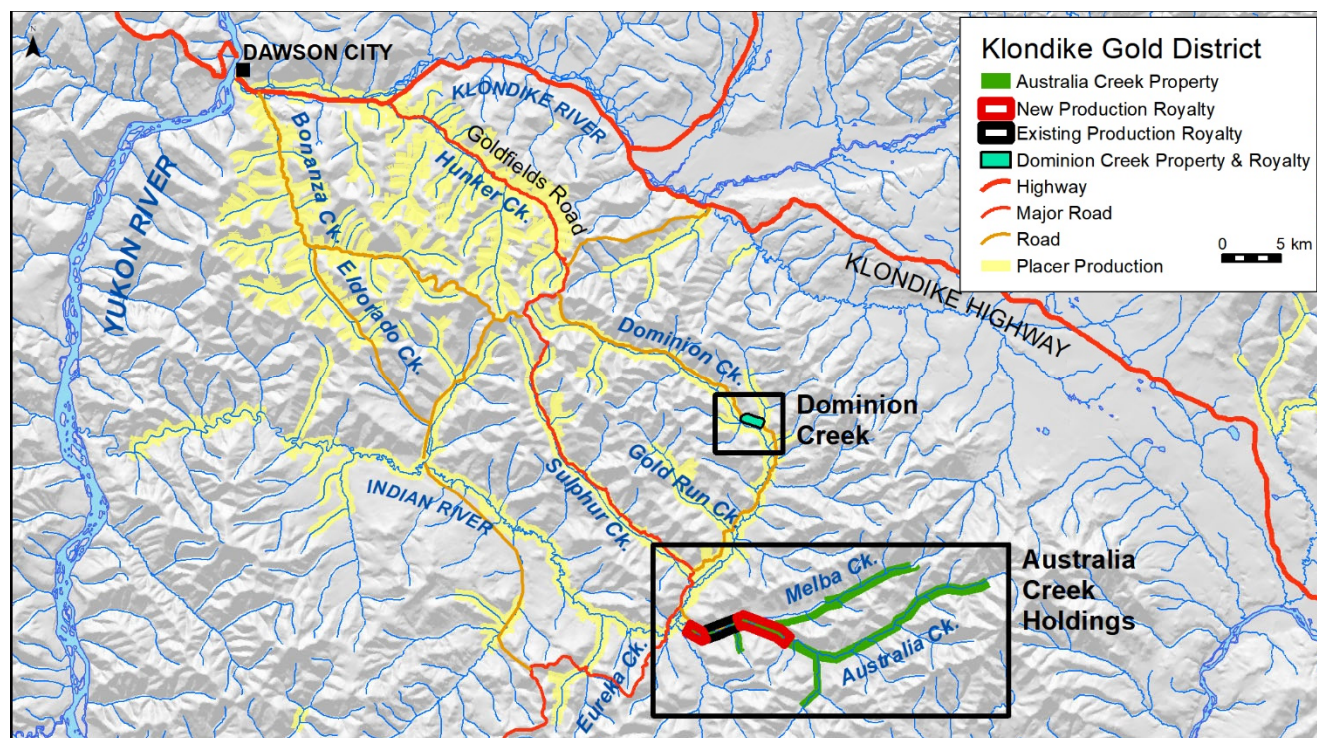 N
DAWSON CITY
KLONDIKE RIVER
Bonanza Ck.
Goldfields Road
Hunker Ck.
YUKON RIVER
Eldorado Ck.
KLONDIKE HIGHWAY
Dominion Ck.
Dominion
Creek
Gold Run Ck.
Sulphur Ck.
INDIAN RIVER
Melba Ck.
Australia Ck.
Eureka Ck.
Australia
Creek
Holdings
Klondike Gold District
Australia Creek Property
New Production Royalty
Existing Production Royalty
Dominion Creek Property & Royalty
Highway
Major Road
Road
Placer Production
0 5 km